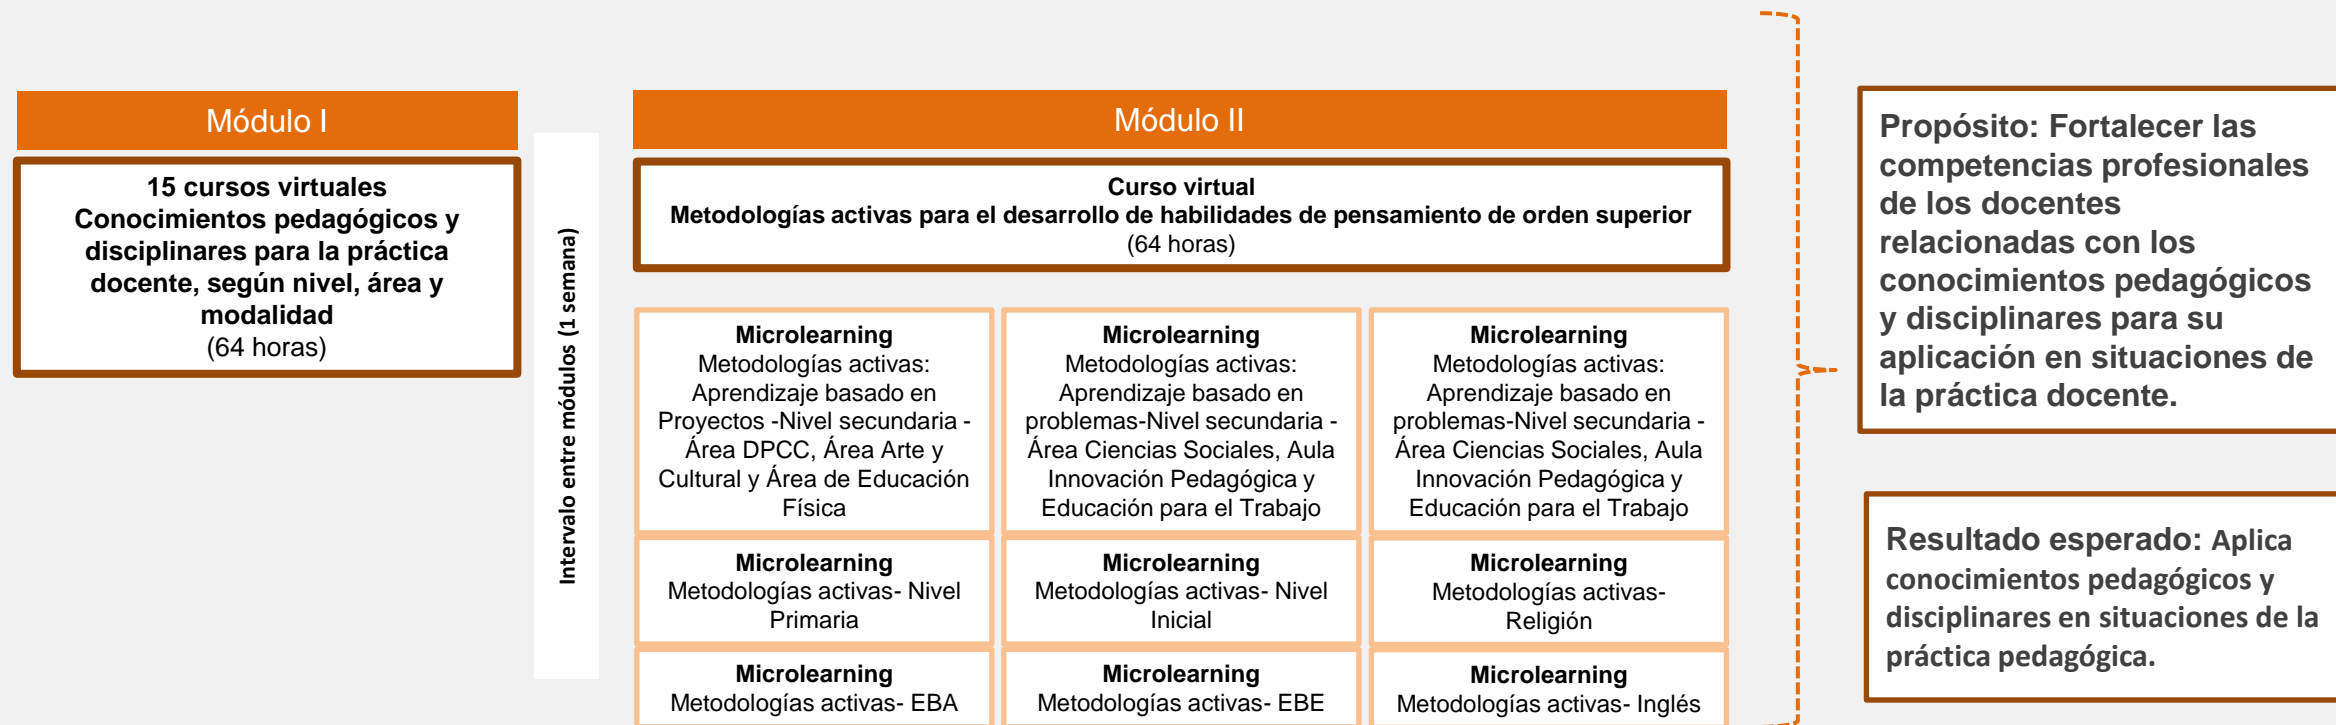 Módulo I
15 cursos virtuales
Conocimientos pedagógicos y
disciplinares para la práctica
docente, según nivel, área y
modalidad
(64 horas)
Intervalo entre módulos (1 semana)
Módulo II
Curso virtual
Metodologías activas para el desarrollo de habilidades de pensamiento de orden superior
(64 horas)
Microlearning
Metodologías activas:
Aprendizaje basado en
Proyectos -Nivel secundaria -
Área DPCC, Área Arte y
Cultural y Área de Educación
Física
Microlearning
Metodologías activas:
Aprendizaje basado en
problemas-Nivel secundaria -
Área Ciencias Sociales, Aula
Innovación Pedagógica y
Educación para el Trabajo
Microlearning
Metodologías activas:
Aprendizaje basado en
problemas-Nivel secundaria -
Área Ciencias Sociales, Aula
Innovación Pedagógica y
Educación para el Trabajo
Microlearning
Metodologías activas- Nivel
Primaria
Microlearning
Metodologías activas- Nivel
Inicial
Microlearning
Metodologías activas-
Religión
Microlearning
Metodologías activas- EBA
Microlearning
Metodologías activas- EBE
Microlearning
Metodologías activas- Inglés
Propósito: Fortalecer las
competencias profesionales
de los docentes
relacionadas con los
conocimientos pedagógicos
y disciplinares para su
aplicación en situaciones de
la práctica docente.
Resultado esperado: Aplica
conocimientos pedagógicos y
disciplinares en situaciones de la
práctica pedagógica.